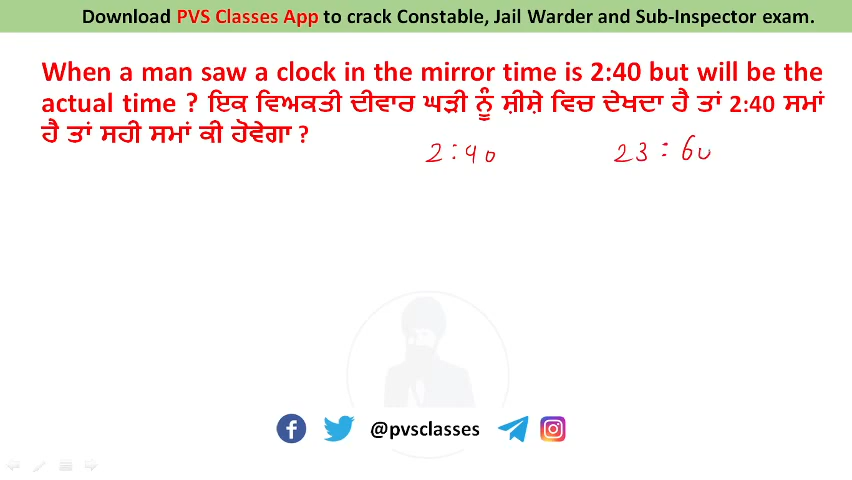 Download PVS Classes App to crack Constable, Jail Warder and Sub-Inspector exam.
When a man saw a clock in the mirror time is 2:40 but will be the
actual time ? ਇਕ ਵਿਅਕਤੀ ਦੀਵਾਰ ਘੜੀ ਨੂੰ ਸ਼ੀਸ਼ੇ ਵਿਚ ਦੇਖਦਾ ਹੈ ਤਾਂ 2:40 ਸਮਾਂ
ਹੈ ਤਾਂ ਸਹੀ ਸਮਾਂ ਕੀ ਹੋਵੇਗਾ ?
2:40 23:60
@pvsclasses